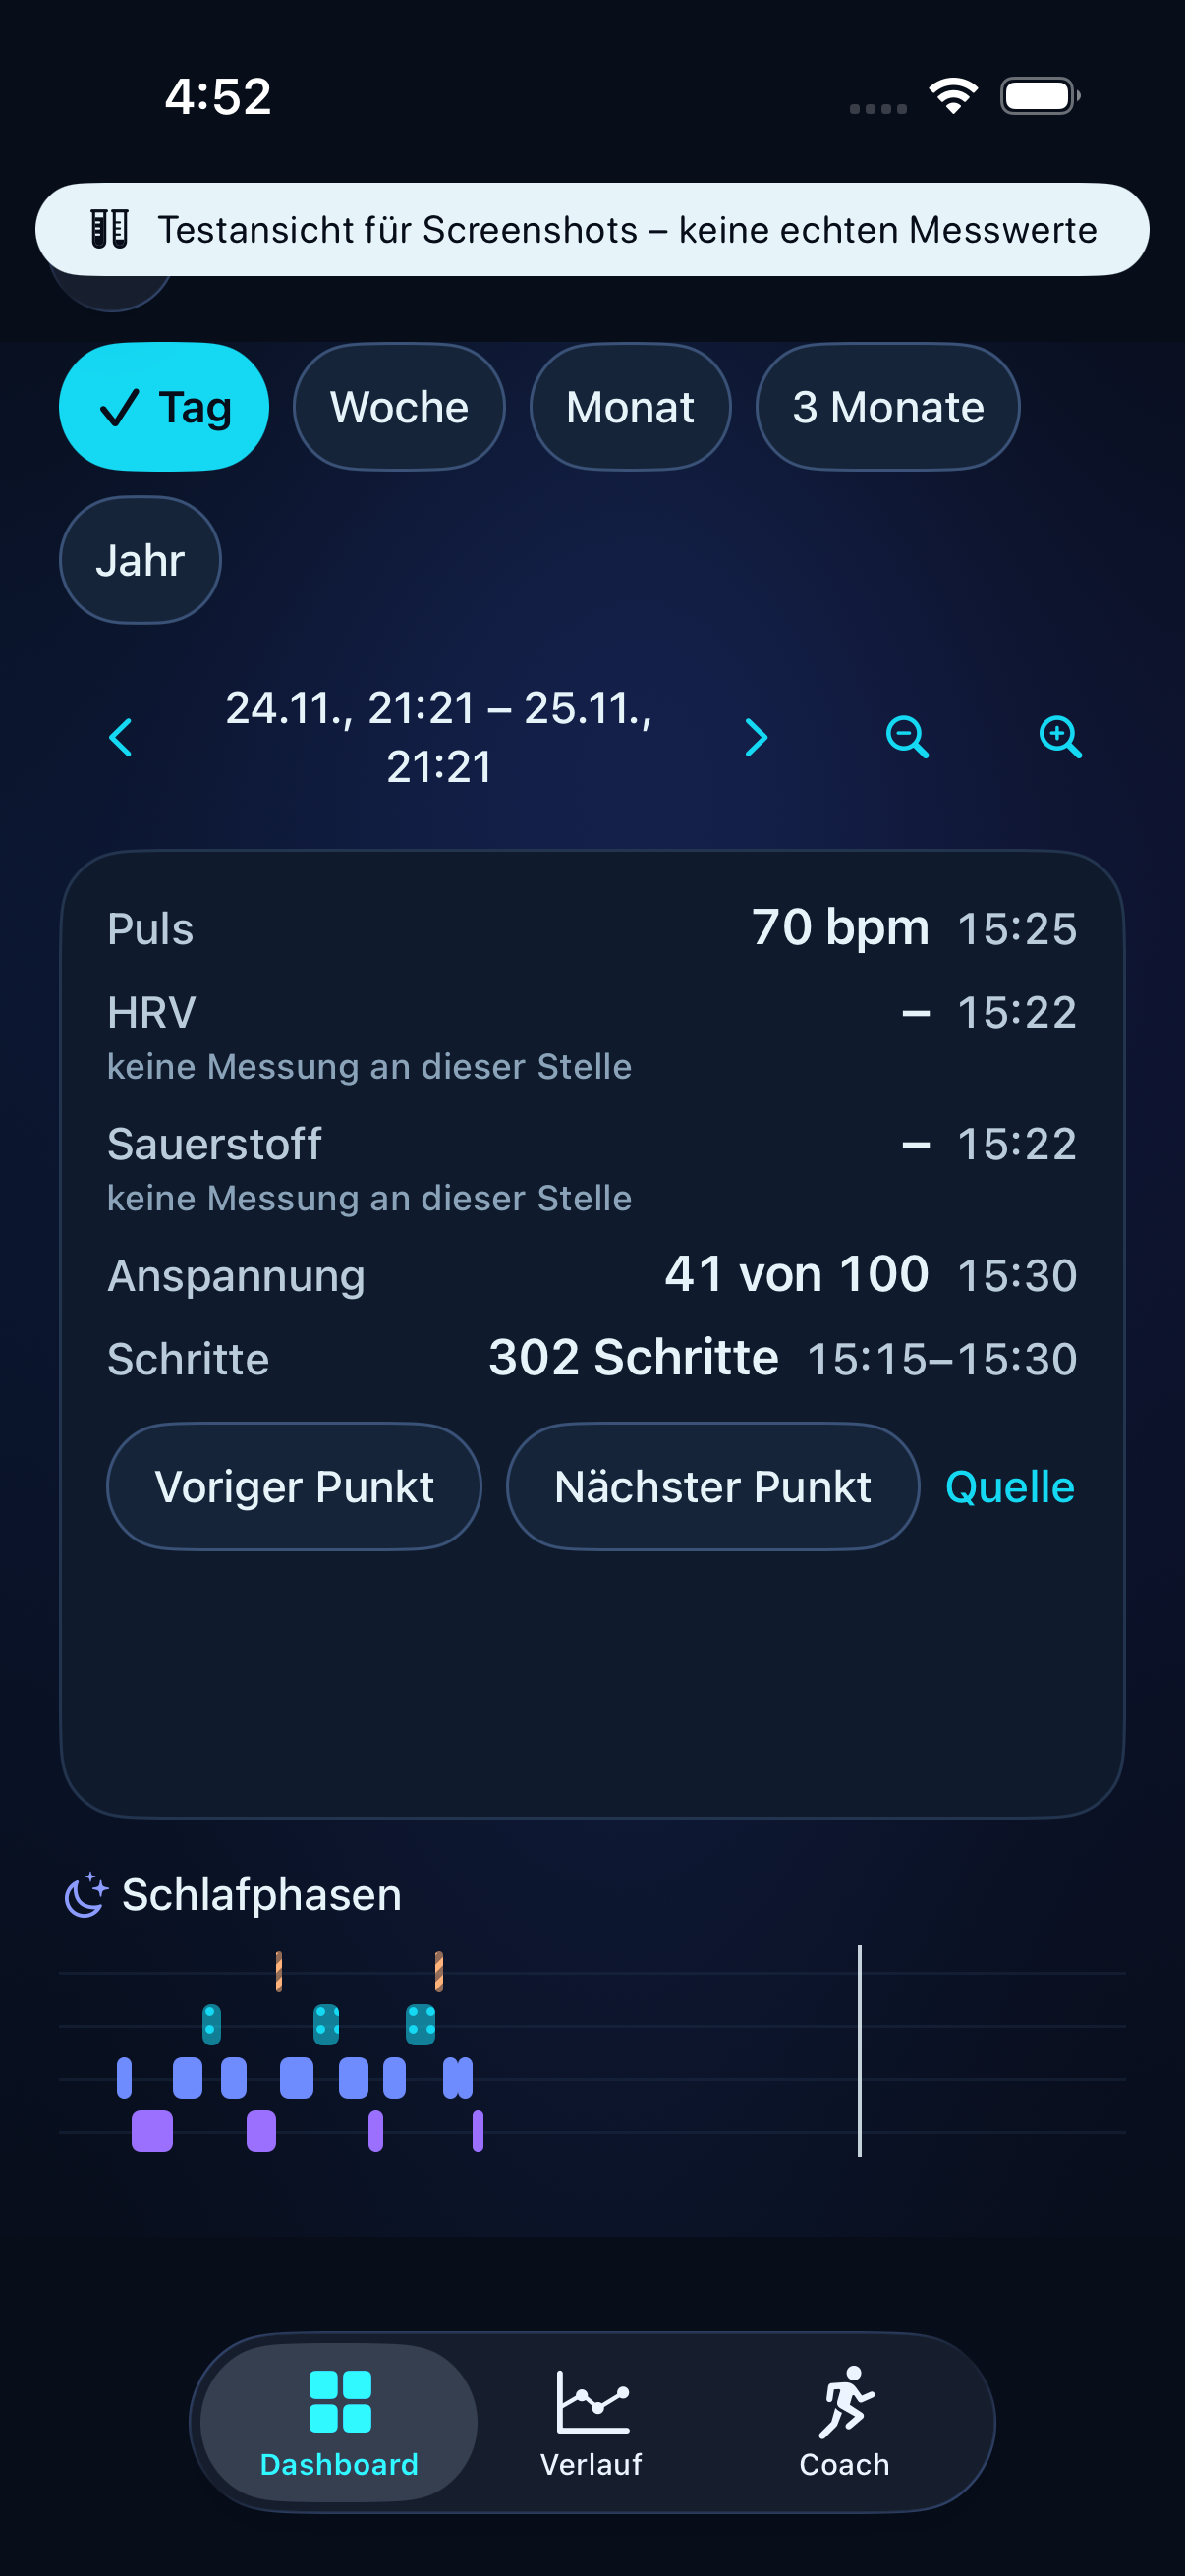 4:52
Testansicht für Screenshots – keine echten Messwerte
Tag
Woche
Monat
3 Monate
Jahr
24.11., 21:21 – 25.11.,
21:21
Puls 70 bpm 15:25
HRV – 15:22
keine Messung an dieser Stelle
Sauerstoff – 15:22
keine Messung an dieser Stelle
Anspannung 41 von 100 15:30
Schritte 302 Schritte 15:15–15:30
Voriger Punkt
Nächster Punkt
Quelle
Schlafphasen
Dashboard
Verlauf
Coach